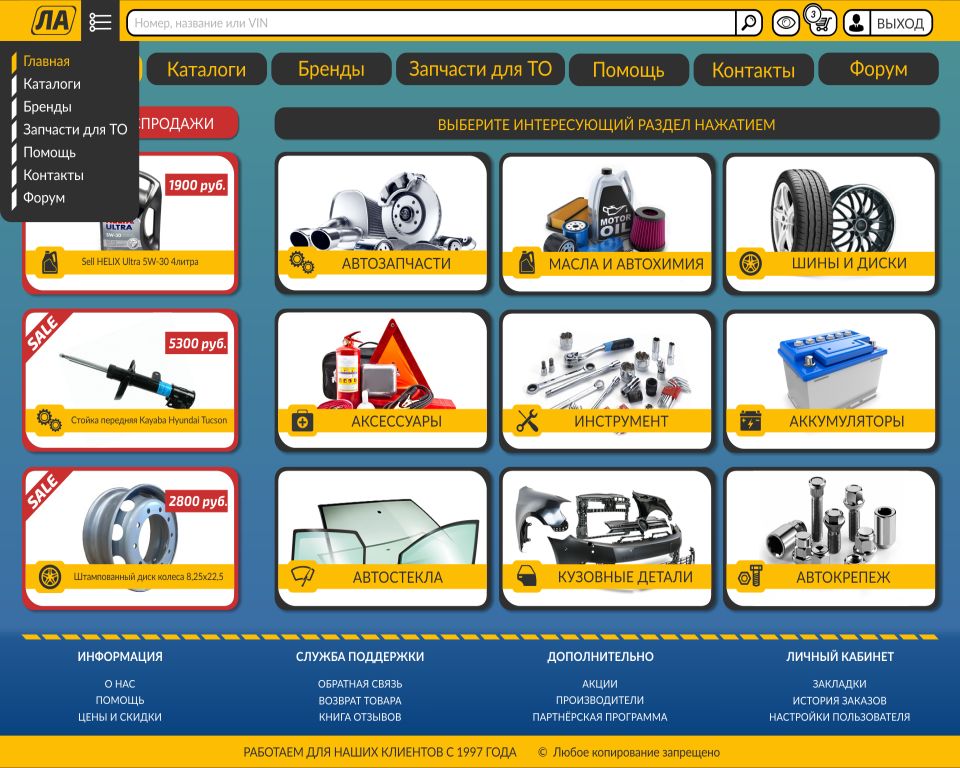 ЛА
Номер, название или VIN
3
ВЫХОД
Главная
Каталоги
Бренды
Запчасти для ТО
Помощь
Контакты
Форум
Каталоги
Бренды
Запчасти для ТО
Помощь
Контакты
Форум
СПРОДАЖИ
ВЫБЕРИТЕ ИНТЕРЕСУЮЩИЙ РАЗДЕЛ НАЖАТИЕМ
1900 руб.
HELIX
ULTRA
5W-30
Sell HELIX Ultra 5W-30 4литра
АВТОЗАПЧАСТИ
MOTOR
OIL
МАСЛА И АВТОХИМИЯ
ШИНЫ И ДИСКИ
SALE
5300 руб.
Стойка передняя Kayaba Hyundai Tucson
АКСЕССУАРЫ
ИНСТРУМЕНТ
АККУМУЛЯТОРЫ
SALE
2800 руб.
Штампованный диск колеса 8,25x22,5
АВТОСТЕКЛА
КУЗОВНЫЕ ДЕТАЛИ
АВТОКРЕПЕЖ
ИНФОРМАЦИЯ
О НАС
ПОМОЩЬ
ЦЕНЫ И СКИДКИ
СЛУЖБА ПОДДЕРЖКИ
ОБРАТНАЯ СВЯЗЬ
ВОЗВРАТ ТОВАРА
КНИГА ОТЗЫВОВ
ДОПОЛНИТЕЛЬНО
АКЦИИ
ПРОИЗВОДИТЕЛИ
ПАРТНЁРСКАЯ ПРОГРАММА
ЛИЧНЫЙ КАБИНЕТ
ЗАКЛАДКИ
ИСТОРИЯ ЗАКАЗОВ
НАСТРОЙКИ ПОЛЬЗОВАТЕЛЯ
РАБОТАЕМ ДЛЯ НАШИХ КЛИЕНТОВ С 1997 ГОДА © Любое копирование запрещено